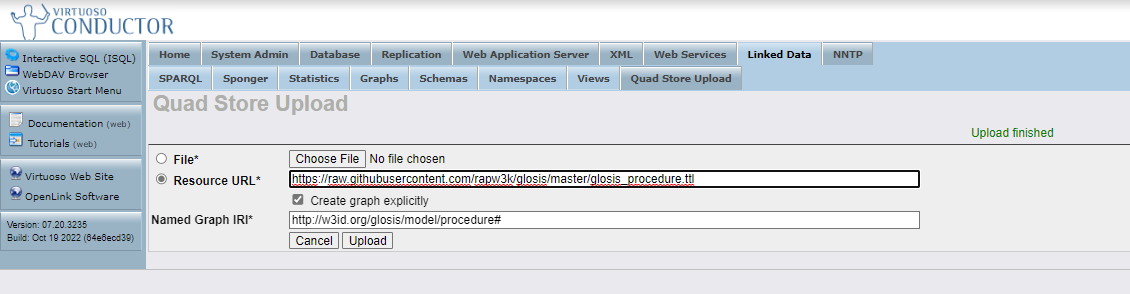 VIRTUOSO
CONDUCTOR
Interactive SQL (ISQL)
WebDAV Browser
Virtuoso Start Menu
Documentation (web)
Tutorials (web)
Virtuoso Web Site
OpenLink Software
Version: 07.20.3235
Build: Oct 19 2022 (64e6ecd39)
Home System Admin Database Replication Web Application Server XML Web Services Linked Data NNTP
SPARQL Sponger Statistics Graphs Schemas Namespaces Views Quad Store Upload
Quad Store Upload
Upload finished
File* Choose File No file chosen
Resource URL* https://raw.githubusercontent.com/rapw3k/glosis/master/glosis_procedure.ttl
Create graph explicitly
Named Graph IRI* http://w3id.org/glosis/model/procedure#
Cancel Upload